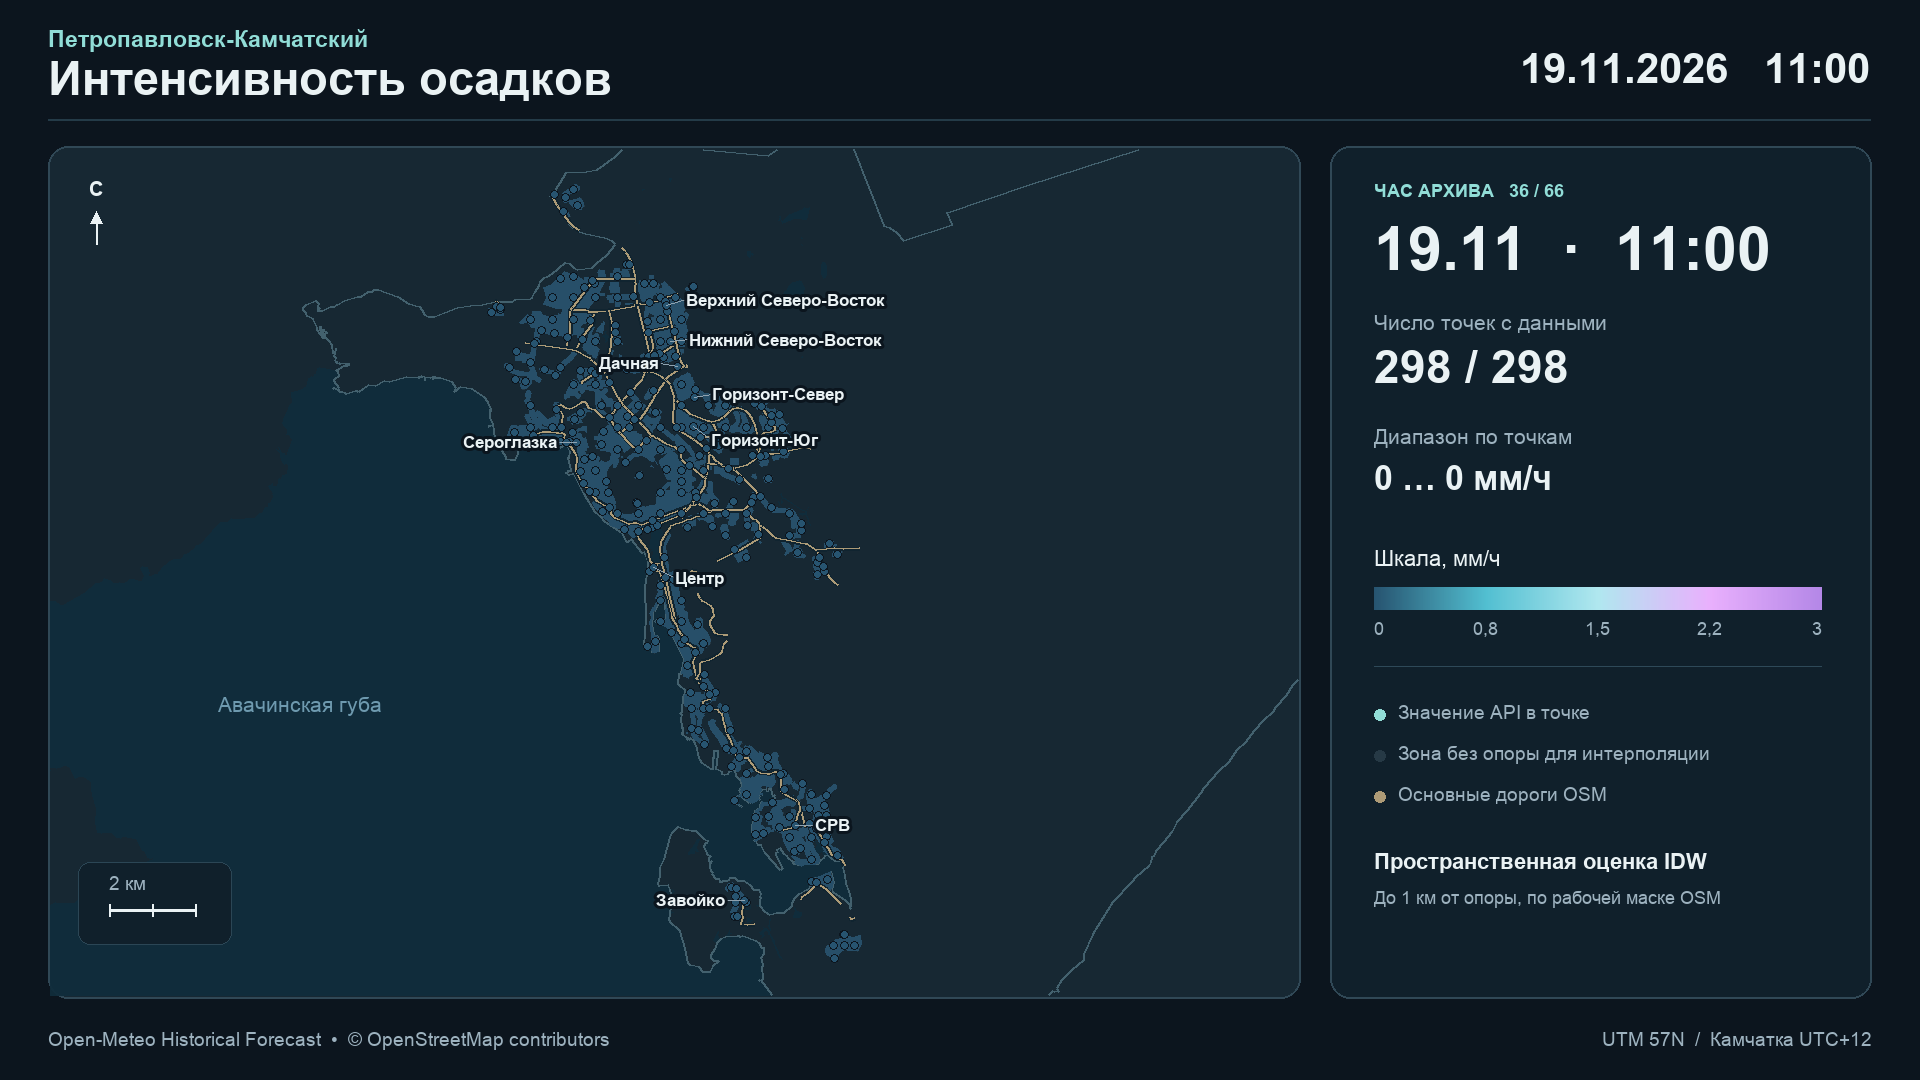 Петропавловск-Камчатский
Интенсивность осадков
19.11.2026 11:00
С
Верхний Северо-Восток
Нижний Северо-Восток
Дачная
Горизонт-Север
Горизонт-Юг
Сероглазка
Центр
Авачинская губа
СРВ
Завойко
2 км
ЧАС АРХИВА 36 / 66
19.11 · 11:00
Число точек с данными
298 / 298
Диапазон по точкам
0 … 0 мм/ч
Шкала, мм/ч
0 0,8 1,5 2,2 3
Значение API в точке
Зона без опоры для интерполяции
Основные дороги OSM
Пространственная оценка IDW
До 1 км от опоры, по рабочей маске OSM
Open-Meteo Historical Forecast • © OpenStreetMap contributors
UTM 57N / Камчатка UTC+12